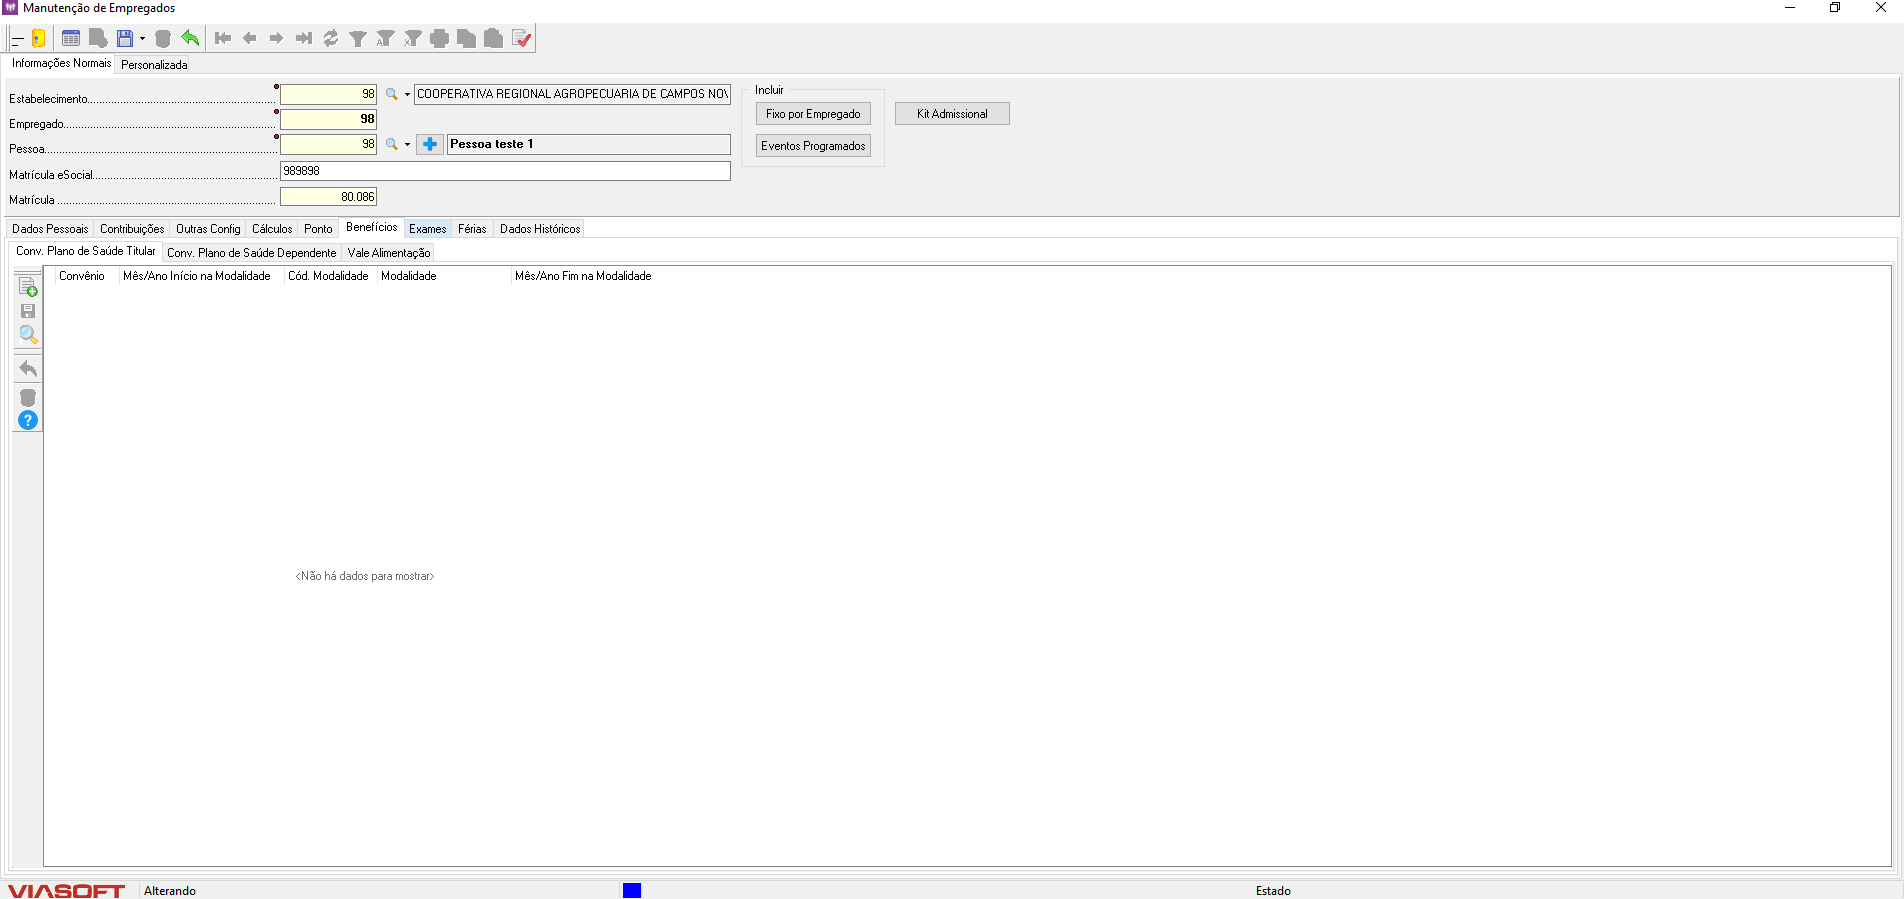 Manutenção de Empregados
Informações Normais Personalizada
Estabelecimento 98 COOPERATIVA REGIONAL AGROPECUARIA DE CAMPOS NOV
Incluir
Empregado 98
Fixo por Empregado Kit Admissional
Pessoa 98 Pessoa teste 1
Eventos Programados
Matrícula eSocial 989898
Matrícula 80.086
Dados Pessoais Contribuições Outras Config Cálculos Ponto Benefícios Exames Férias Dados Históricos
Conv. Plano de Saúde Titular Conv. Plano de Saúde Dependente Vale Alimentação
Convênio Mês/Ano Início na Modalidade Cód. Modalidade Modalidade Mês/Ano Fim na Modalidade
<Não há dados para mostrar>
VIASOFT Alterando Estado